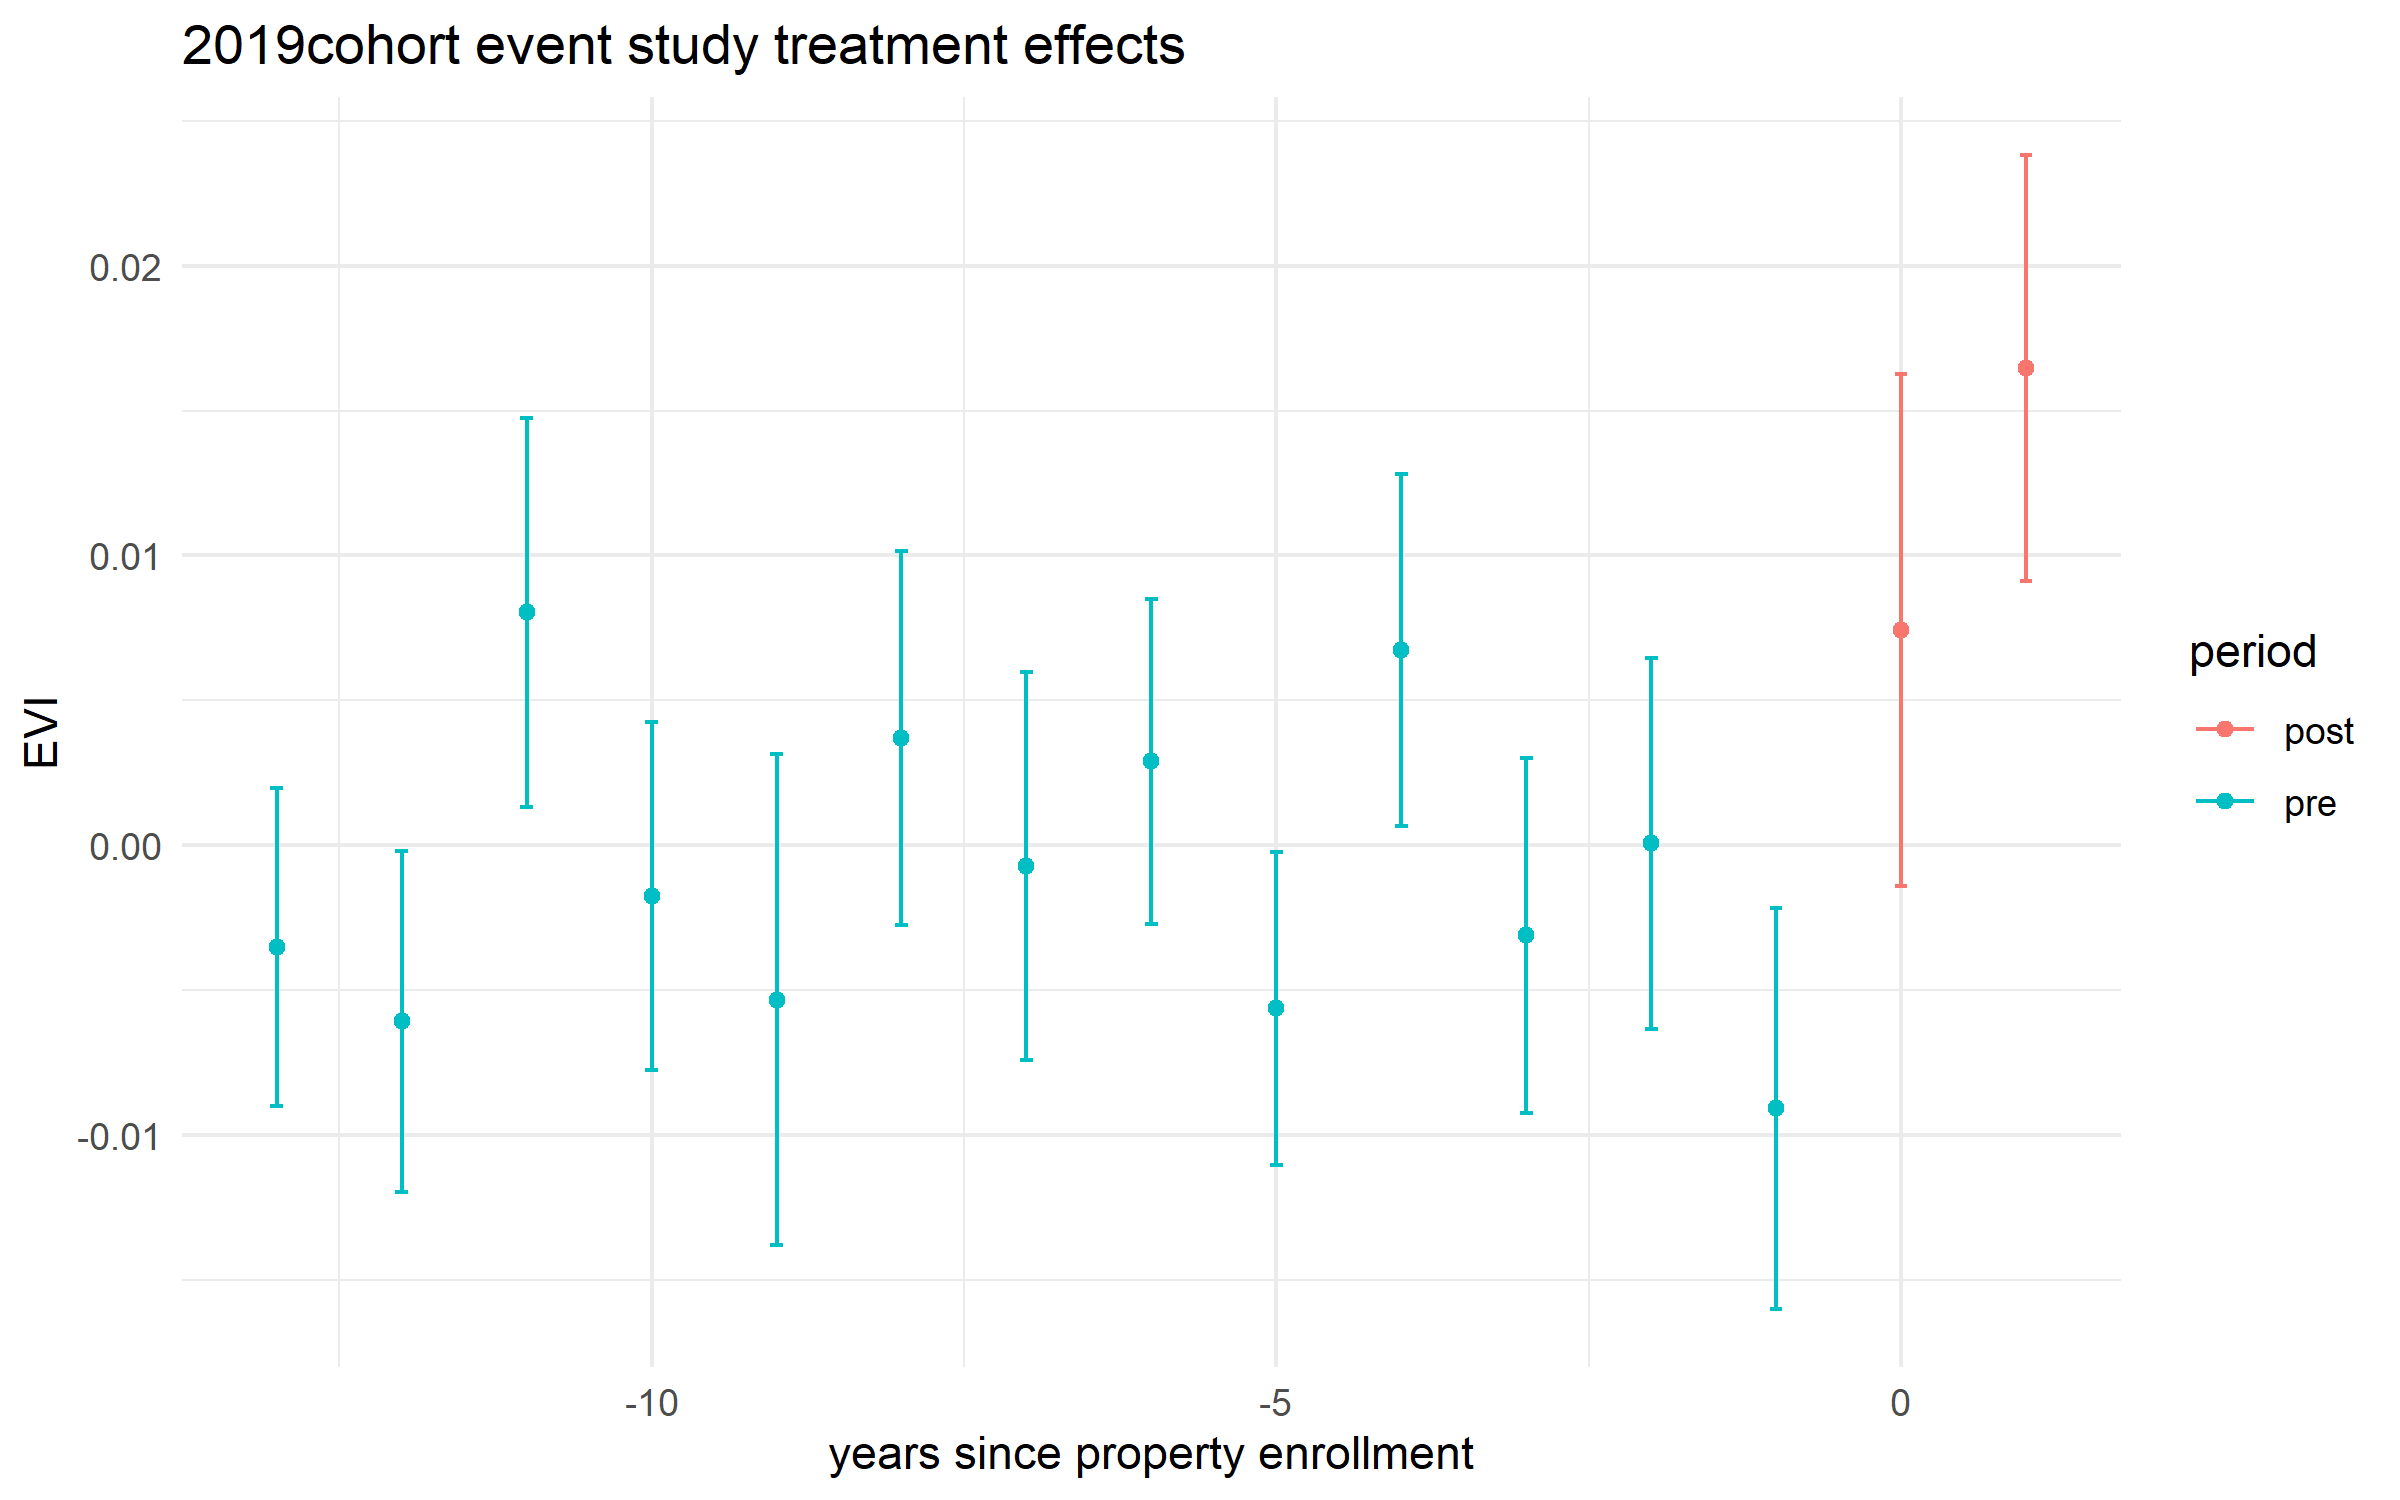 2019cohort event study treatment effects
EVI
0.02
0.01
0.00
-0.01
-10
-5
0
years since property enrollment
period
post
pre